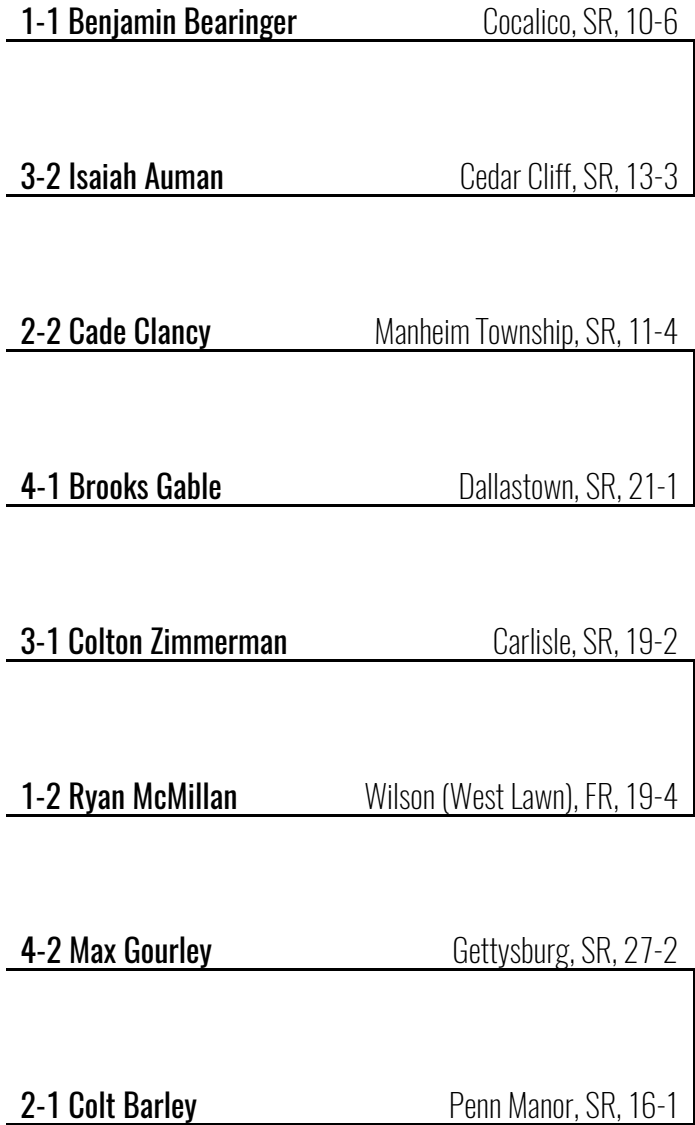 1-1 Benjamin Bearinger Cocalico, SR, 10-6
3-2 Isaiah Auman Cedar Cliff, SR, 13-3
2-2 Cade Clancy Manheim Township, SR, 11-4
4-1 Brooks Gable Dallastown, SR, 21-1
3-1 Colton Zimmerman Carlisle, SR, 19-2
1-2 Ryan McMillan Wilson (West Lawn), FR, 19-4
4-2 Max Gourley Gettysburg, SR, 27-2
2-1 Colt Barley Penn Manor, SR, 16-1